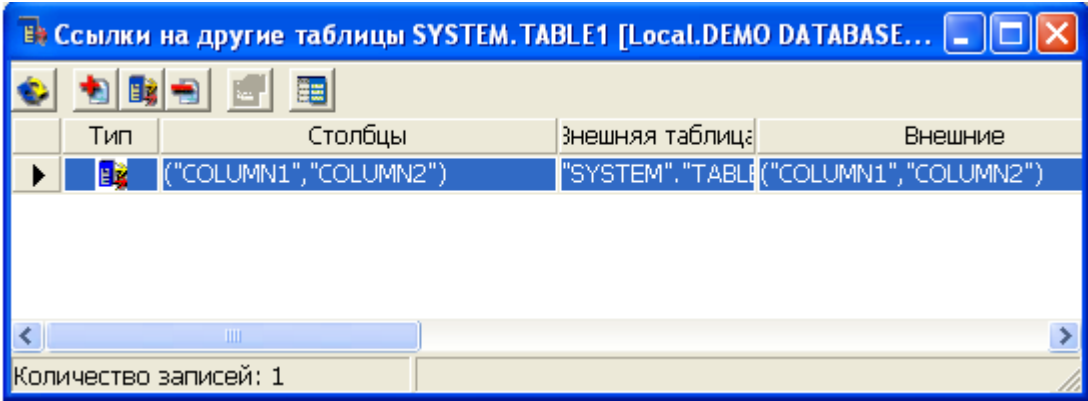 Ссылки на другие таблицы SYSTEM.TABLE1 [Local.DEMO DATABASE...
Тип Столбцы Внешняя таблица Внешние
("COLUMN1","COLUMN2") "SYSTEM"."TABLE ("COLUMN1","COLUMN2")
Количество записей: 1